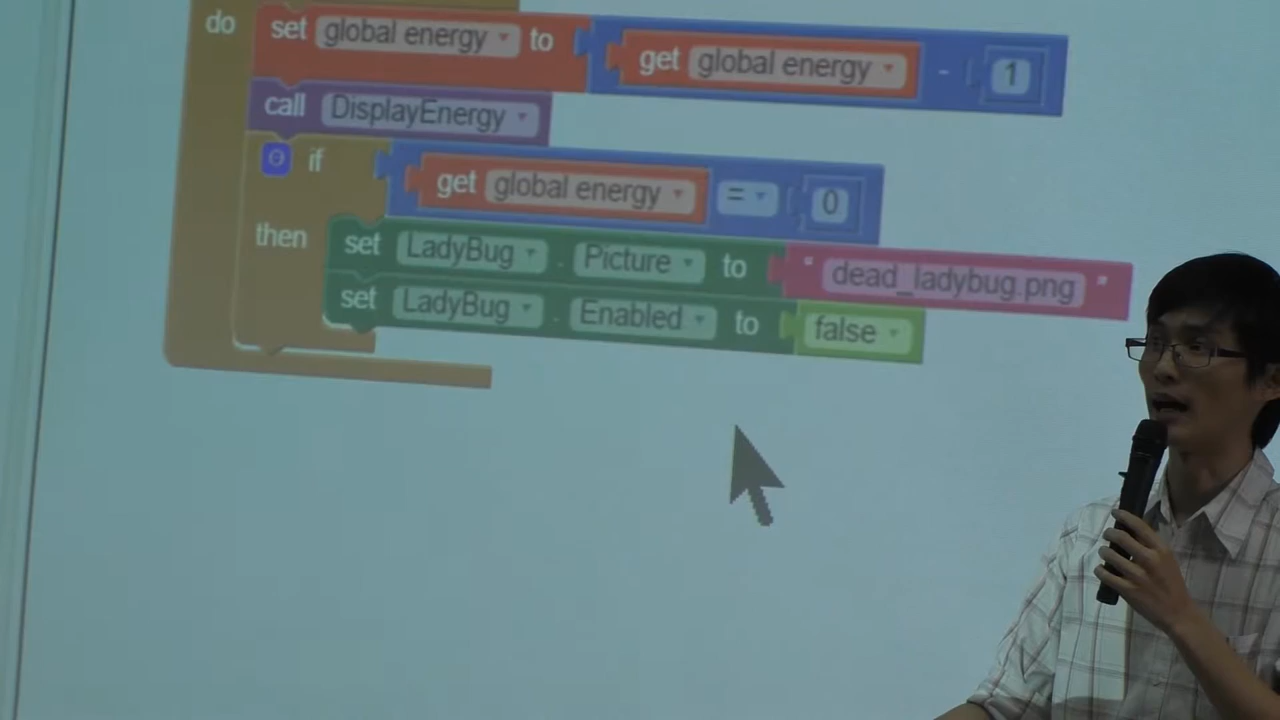 do set global energy to get global energy - 1
call DisplayEnergy
if get global energy = 0
then set LadyBug . Picture to " dead_ladybug.png "
set LadyBug . Enabled to false